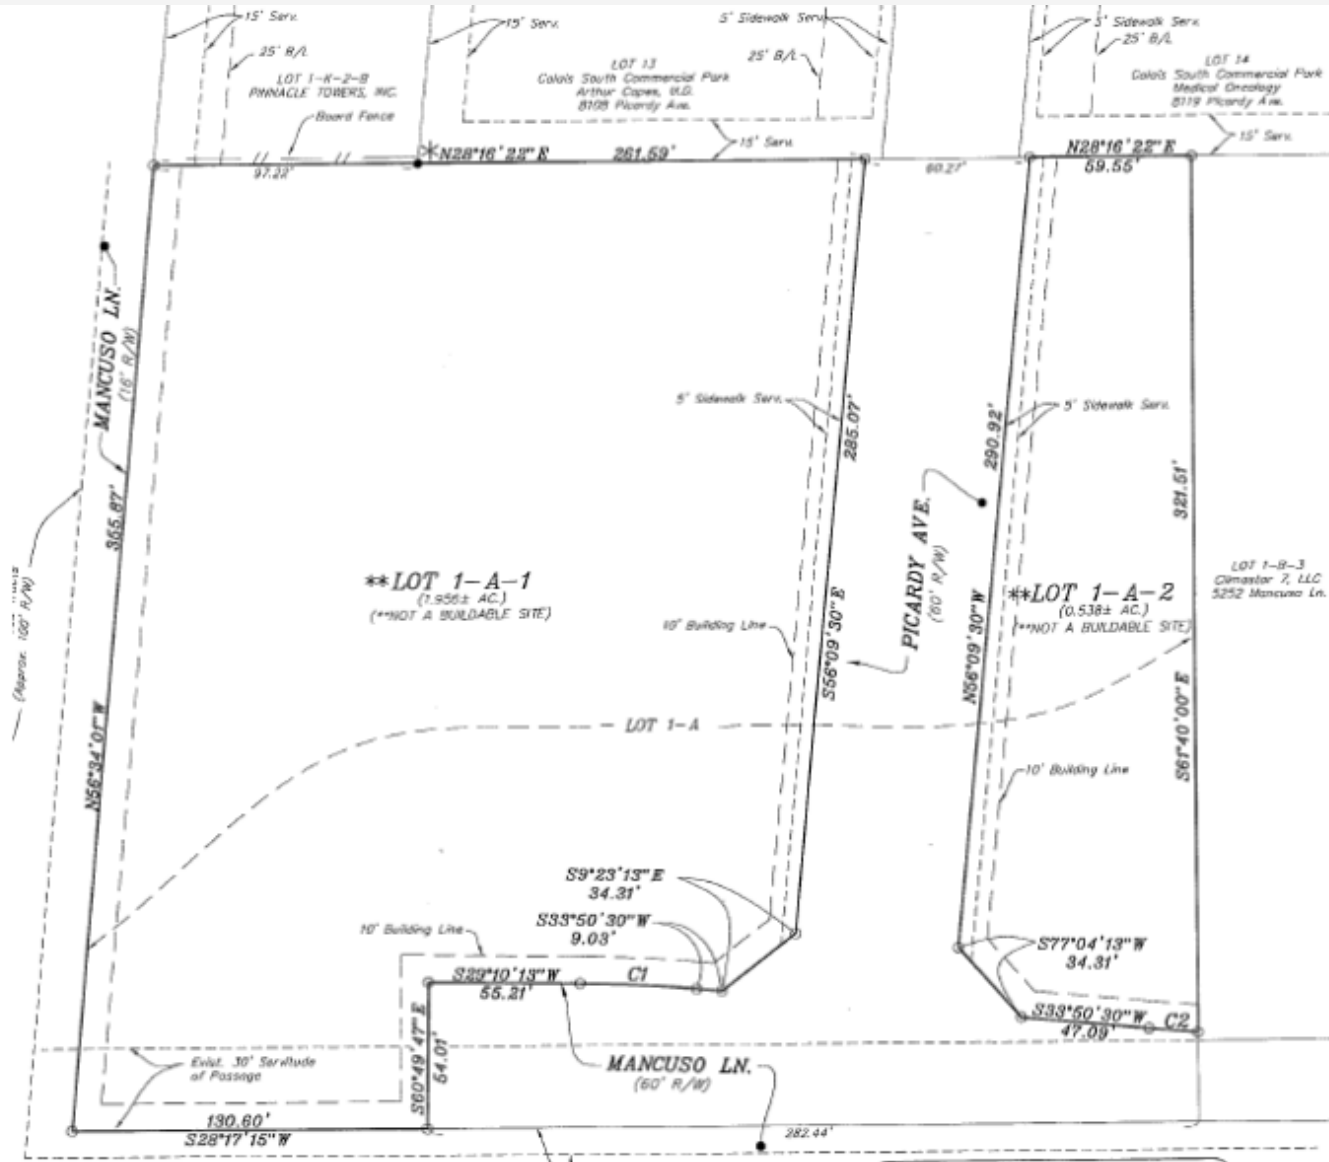 15' Serv.
15' Serv.
5' Sidewalk Serv.
5' Sidewalk Serv.
25' B/L
25' B/L
25' B/L
LOT 1-K-2-B
PINNACLE TOWERS, INC.
LOT 13
Calais South Commercial Park
Arthur Capen, M.D.
8108 Picardy Ave.
LOT 14
Calais South Commercial Park
Medical Oncology
8119 Picardy Ave.
Board Fence
15' Serv.
15' Serv.
N28°16'22"E 261.59'
97.22'
60.27'
N28°16'22"E
59.55'
MANCUSO LN.
(16' R/W)
355.87'
N56°34'01"W
(Approx. 100' R/W)
5' Sidewalk Serv.
285.07'
S56°09'30"E
290.92'
N56°09'30"W
5' Sidewalk Serv.
321.51'
S61°40'00"E
PICARDY AVE.
(60' R/W)
**LOT 1-A-1
(1.956± AC.)
(**NOT A BUILDABLE SITE)
**LOT 1-A-2
(0.538± AC.)
(**NOT A BUILDABLE SITE)
LOT 1-B-3
Climastar 7, LLC
5252 Mancuso Ln.
10' Building Line
LOT 1-A
10' Building Line
S9°23'13"E
34.31'
S33°50'30"W
9.03'
10' Building Line
S29°10'13"W
55.21'
C1
S77°04'13"W
34.31'
S33°50'30"W
47.09'
C2
S60°49'47"E
54.01'
Exist. 30' Servitude
of Passage
MANCUSO LN.
(60' R/W)
130.60'
S28°17'15"W
282.44'